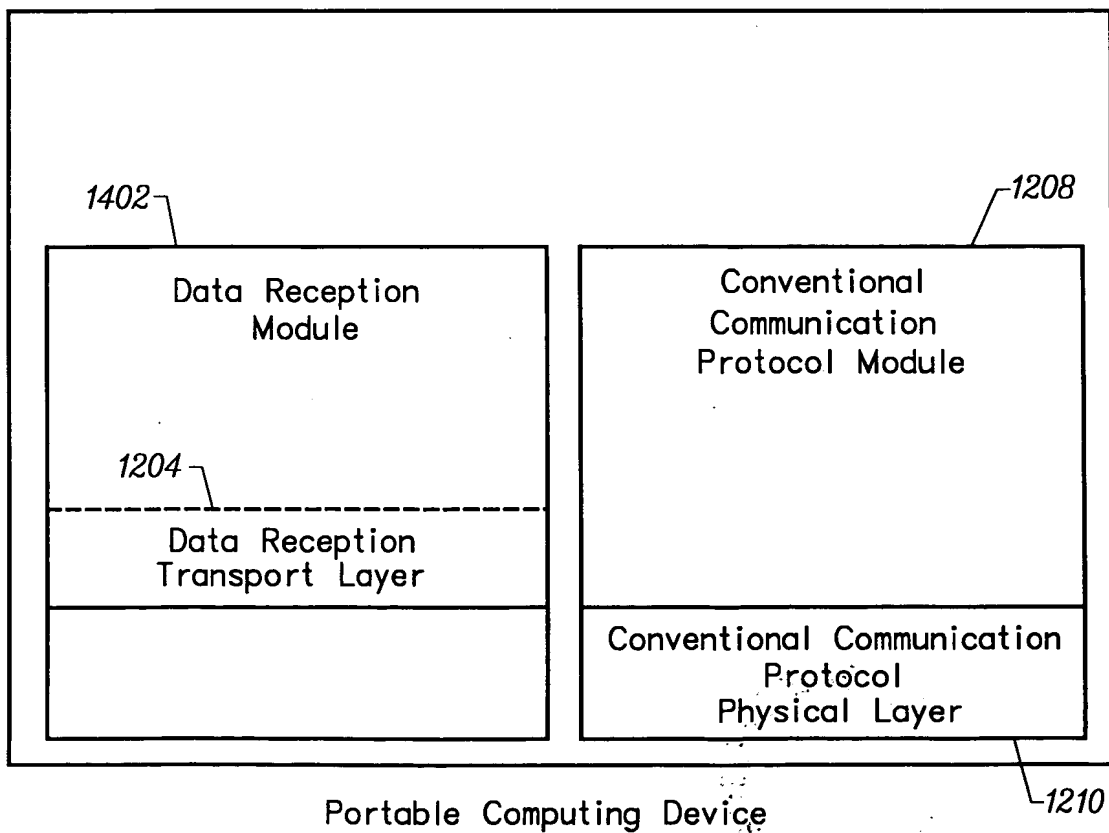 1402
1208
Data Reception
Module
Conventional
Communication
Protocol Module
1204
Data Reception
Transport Layer
Conventional Communication
Protocol
Physical Layer
1210
Portable Computing Device